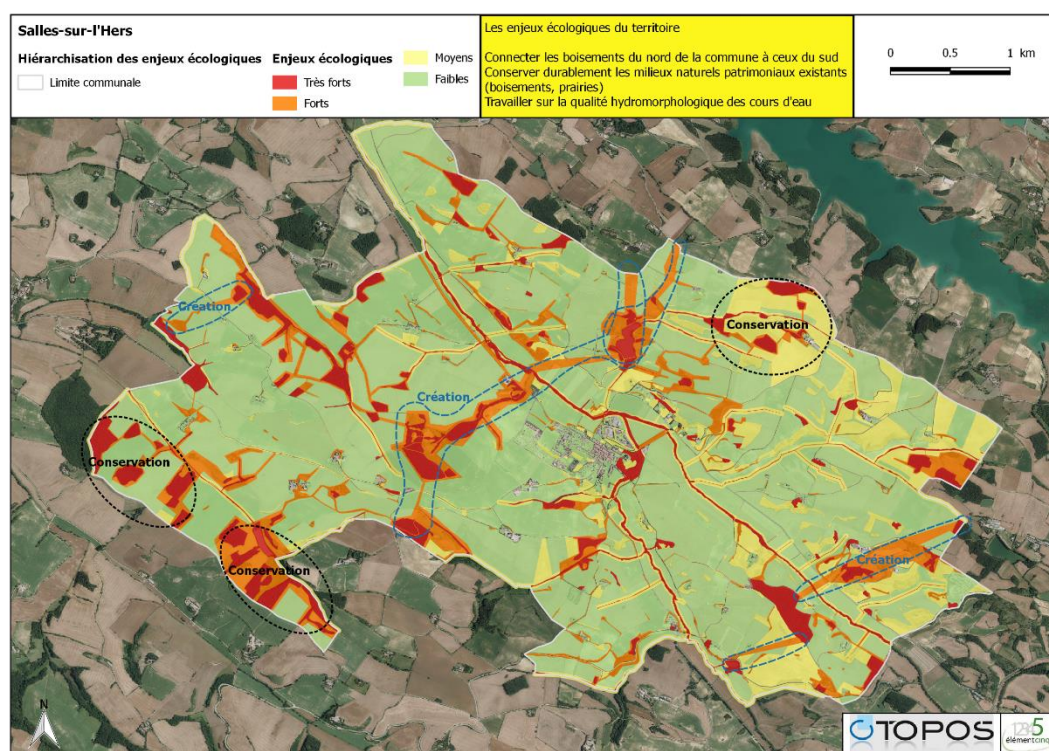 Salles-sur-l'Hers
Hiérarchisation des enjeux écologiques
Limite communale
Enjeux écologiques
Très forts
Forts
Moyens
Faibles
Les enjeux écologiques du territoire
Connecter les boisements du nord de la commune à ceux du sud
Conserver durablement les milieux naturels patrimoniaux existants
(boisements, prairies)
Travailler sur la qualité hydromorphologique des cours d'eau
0 0.5 1 km
Création
Conservation
Création
Conservation
Conservation
Création
N
TOPOS
12345
élémentcinq